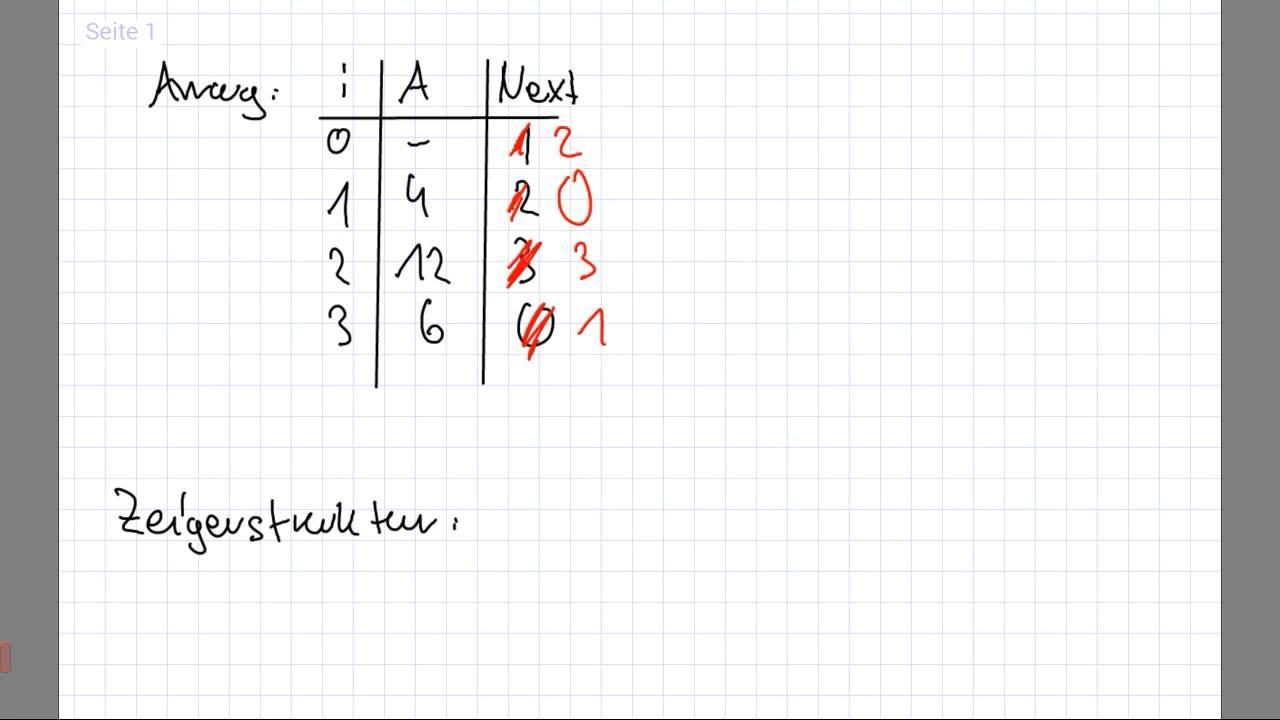 Seite 1
Array: i A Next
0 - 1 2
1 4 2 0
2 12 3 3
3 6 0 1
Zeigerstruktur: